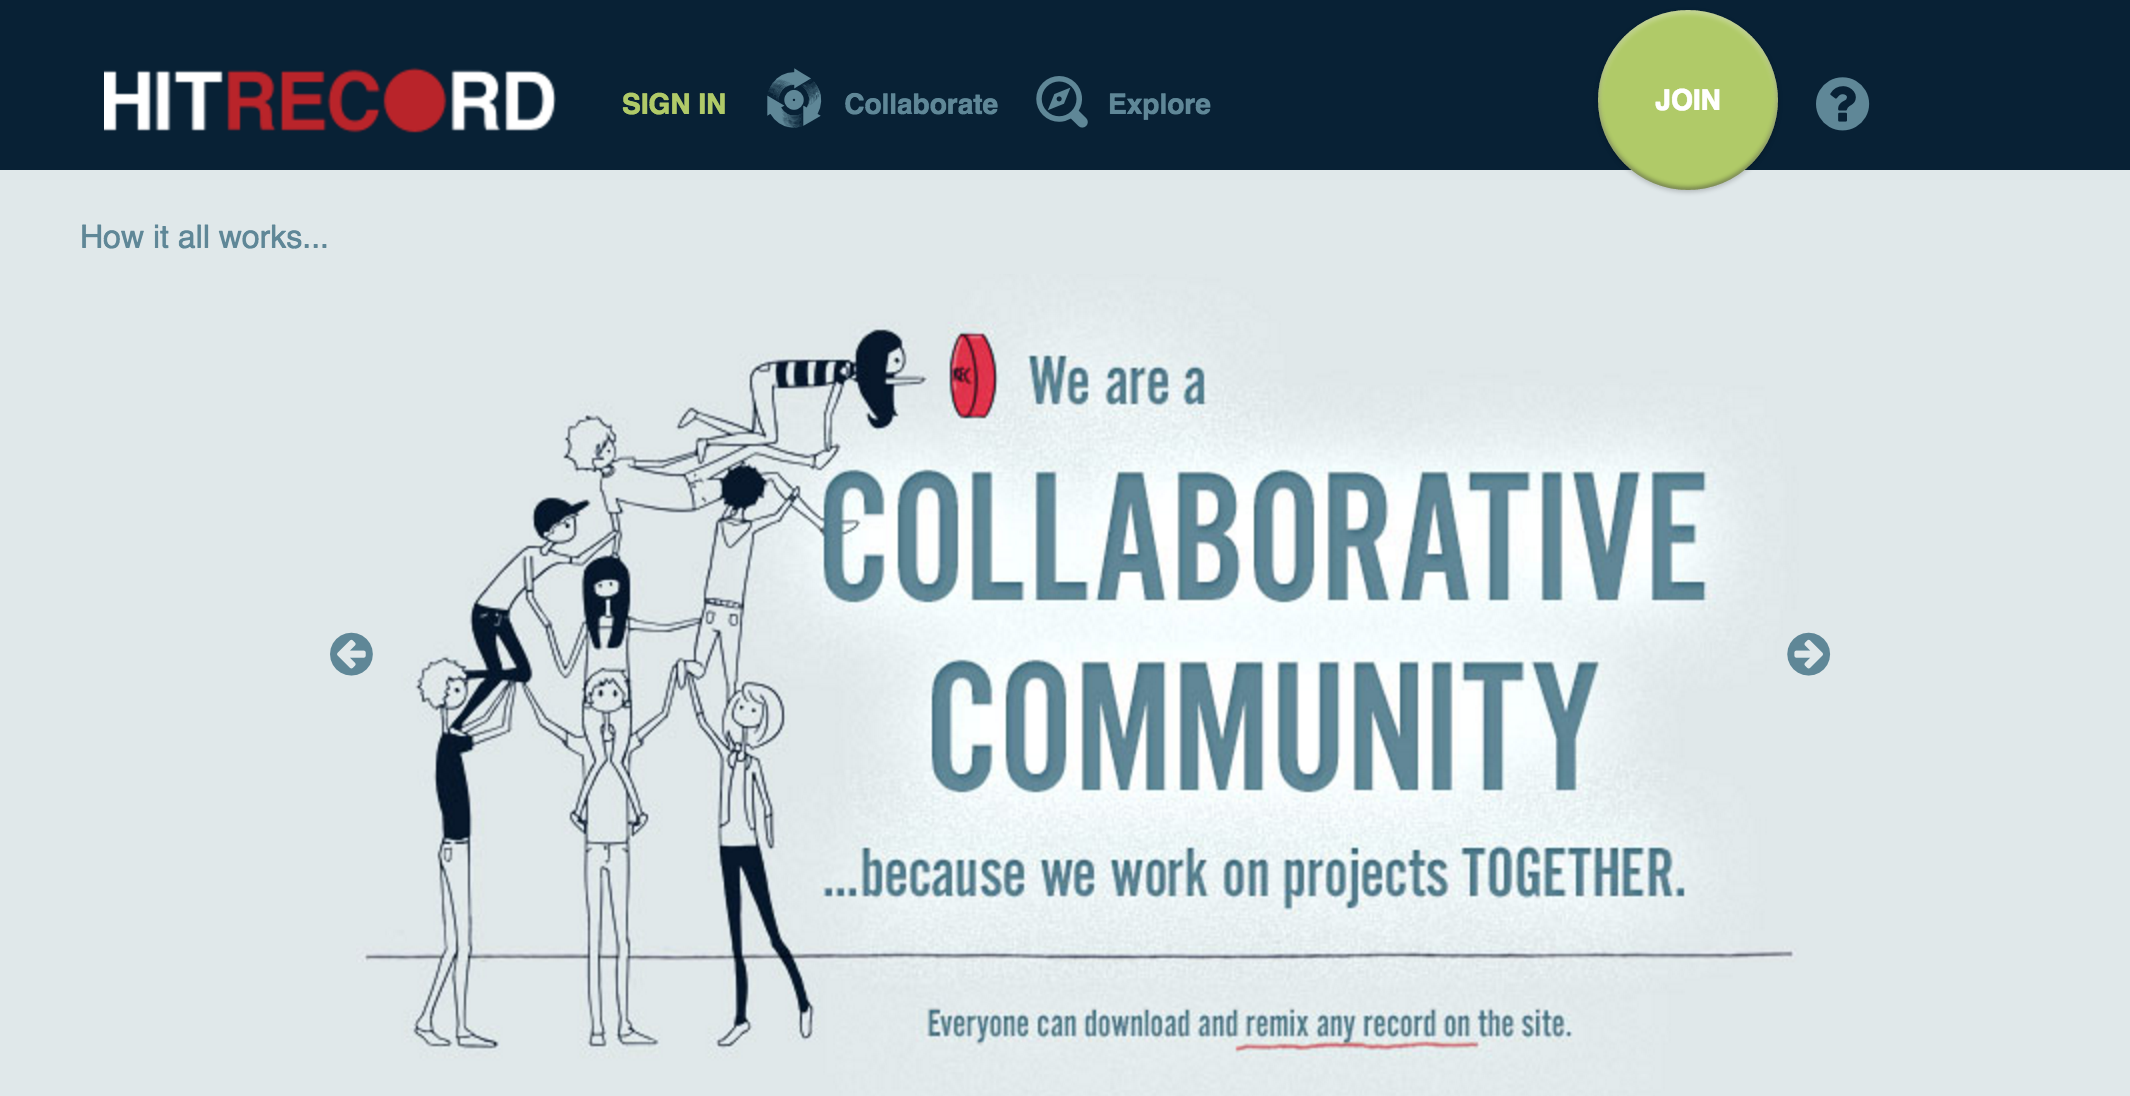 HITRECORD
SIGN IN
Collaborate
Explore
JOIN
?
How it all works...
REC
We are a
COLLABORATIVE
COMMUNITY
...because we work on projects TOGETHER.
Everyone can download and remix any record on the site.